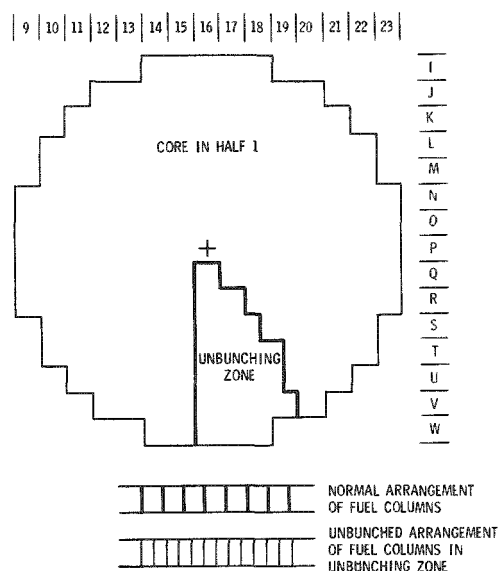 9 10 11 12 13 14 15 16 17 18 19 20 21 22 23
I
J
K
L
M
N
O
P
Q
R
S
T
U
V
W
CORE IN HALF 1
UNBUNCHING
ZONE
NORMAL ARRANGEMENT
OF FUEL COLUMNS
UNBUNCHED ARRANGEMENT
OF FUEL COLUMNS IN
UNBUNCHING ZONE